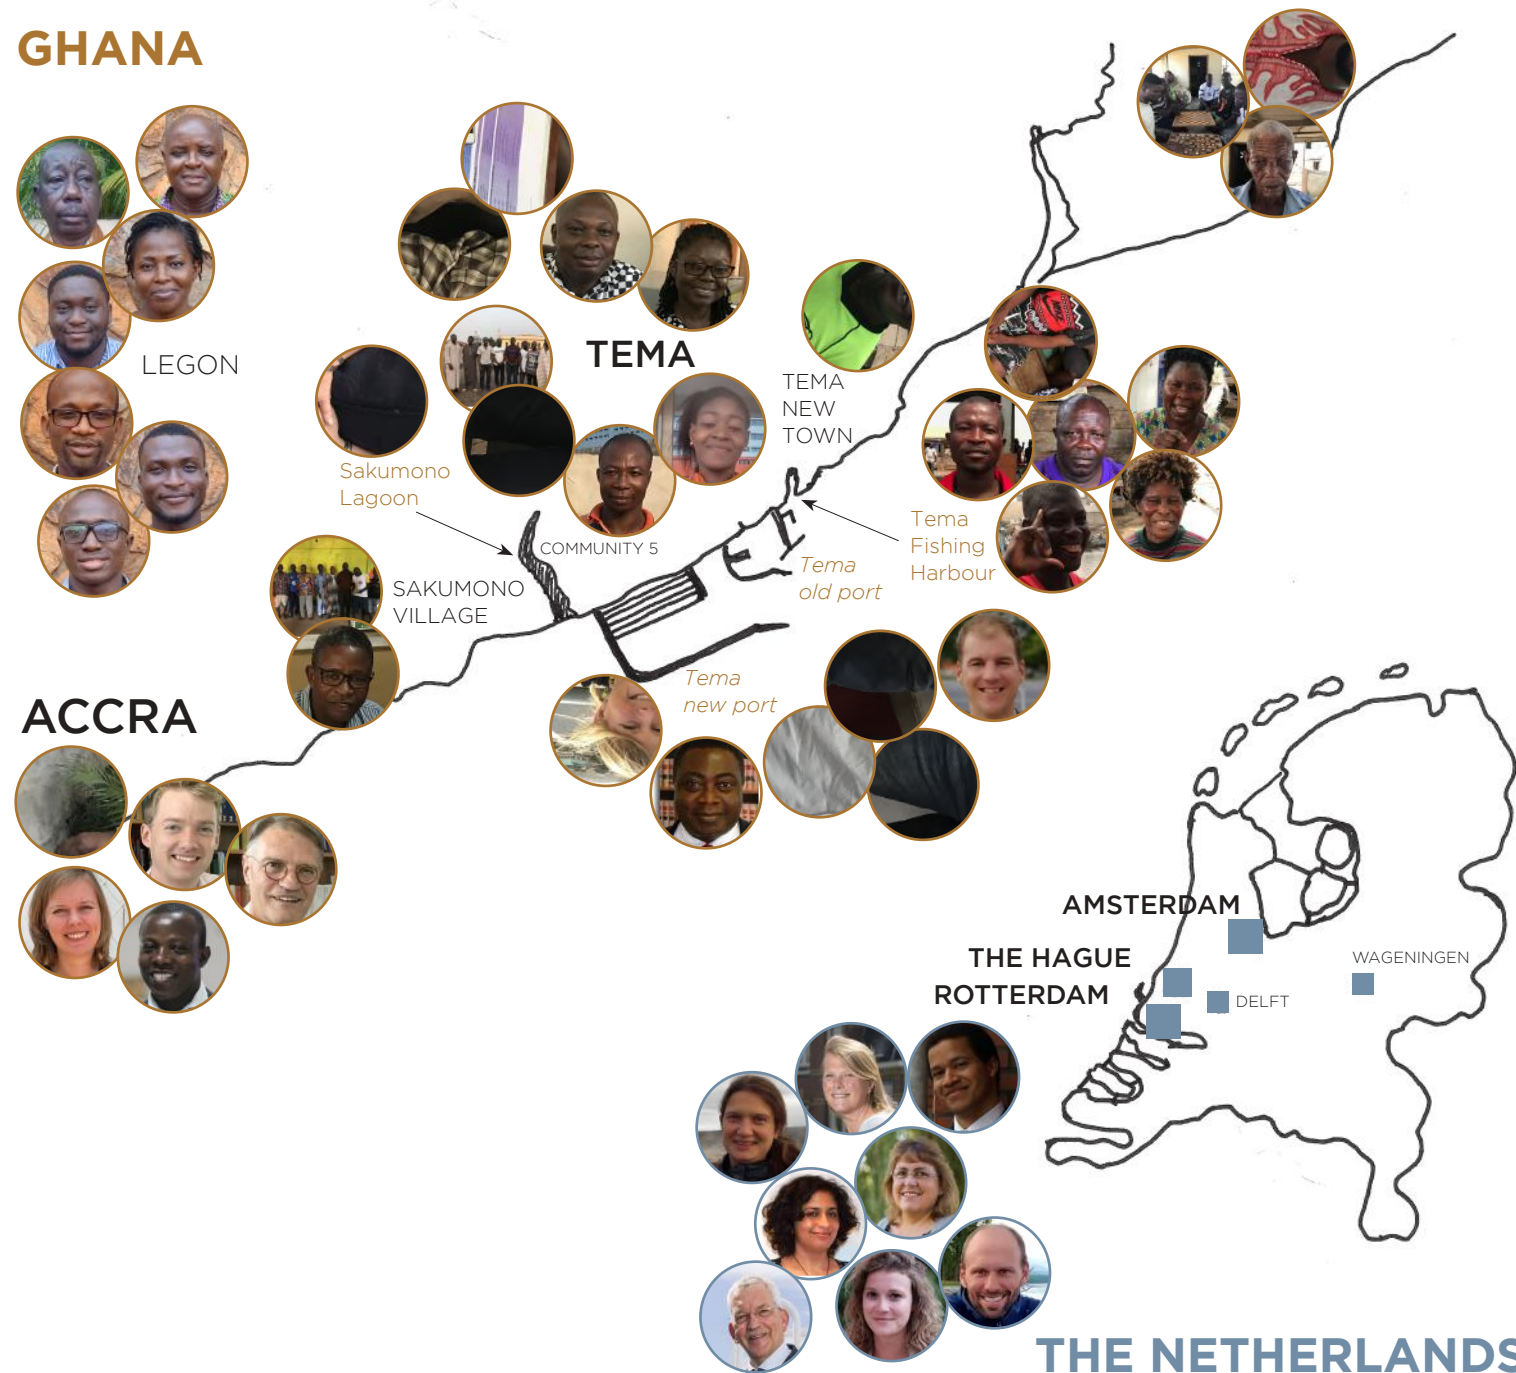 GHANA
LEGON
TEMA
TEMA
NEW
TOWN
Sakumono
Lagoon
COMMUNITY 5
Tema
Fishing
Harbour
Tema
old port
SAKUMONO
VILLAGE
Tema
new port
ACCRA
AMSTERDAM
THE HAGUE
WAGENINGEN
ROTTERDAM
DELFT
THE NETHERLANDS